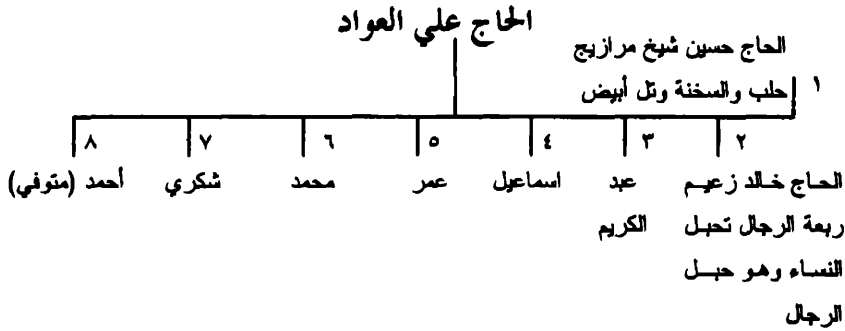 الحاج علي العواد
الحاج حسين شيخ مرازيج
١ حلب والسخنة وتل أبيض
٢ ٣ ٤ ٥ ٦ ٧ ٨
الحاج خالد زعيم عبد اسماعيل عمر محمد شكري أحمد (متوفي)
ربعة الرجال تحبل الكريم
النساء وهو حبل
الرجال